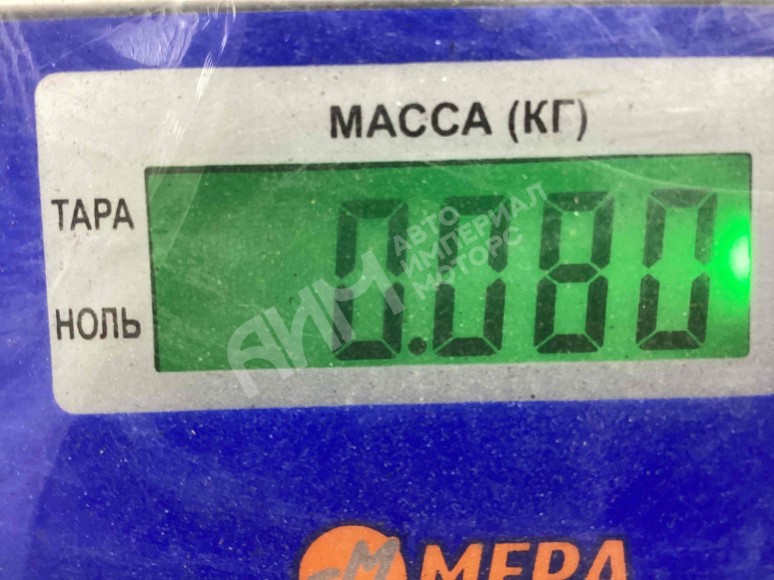 МАССА (КГ)
ТАРА
0.080
НОЛЬ
АИМ
АВТО
ИМПЕРИАЛ
МОТОРС
М МЕРА